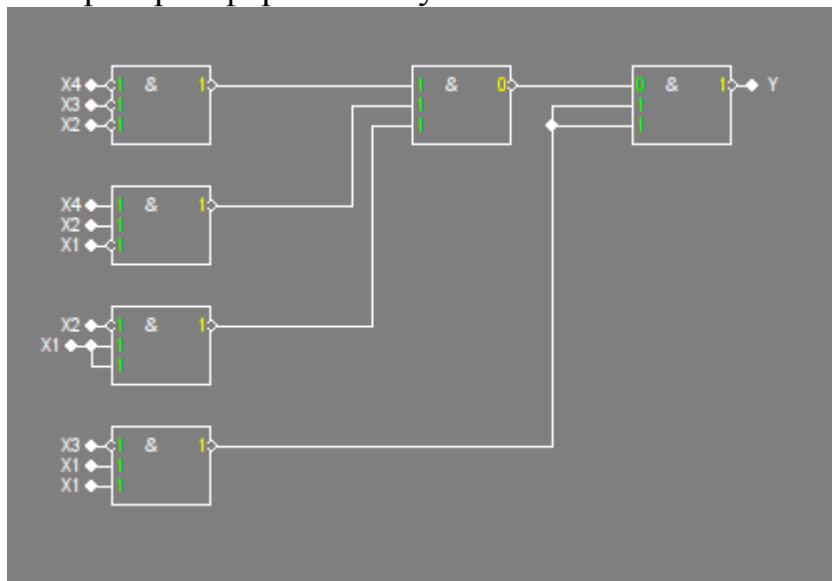 X4 1 & 1 1 & 0 0 & 1 Y
X3 1 1 1
X2 1 1 1
X4 1 & 1
X2 1
X1 1
X2 1 & 1
X1 1
1
X3 1 & 1
X1 1
X1 1